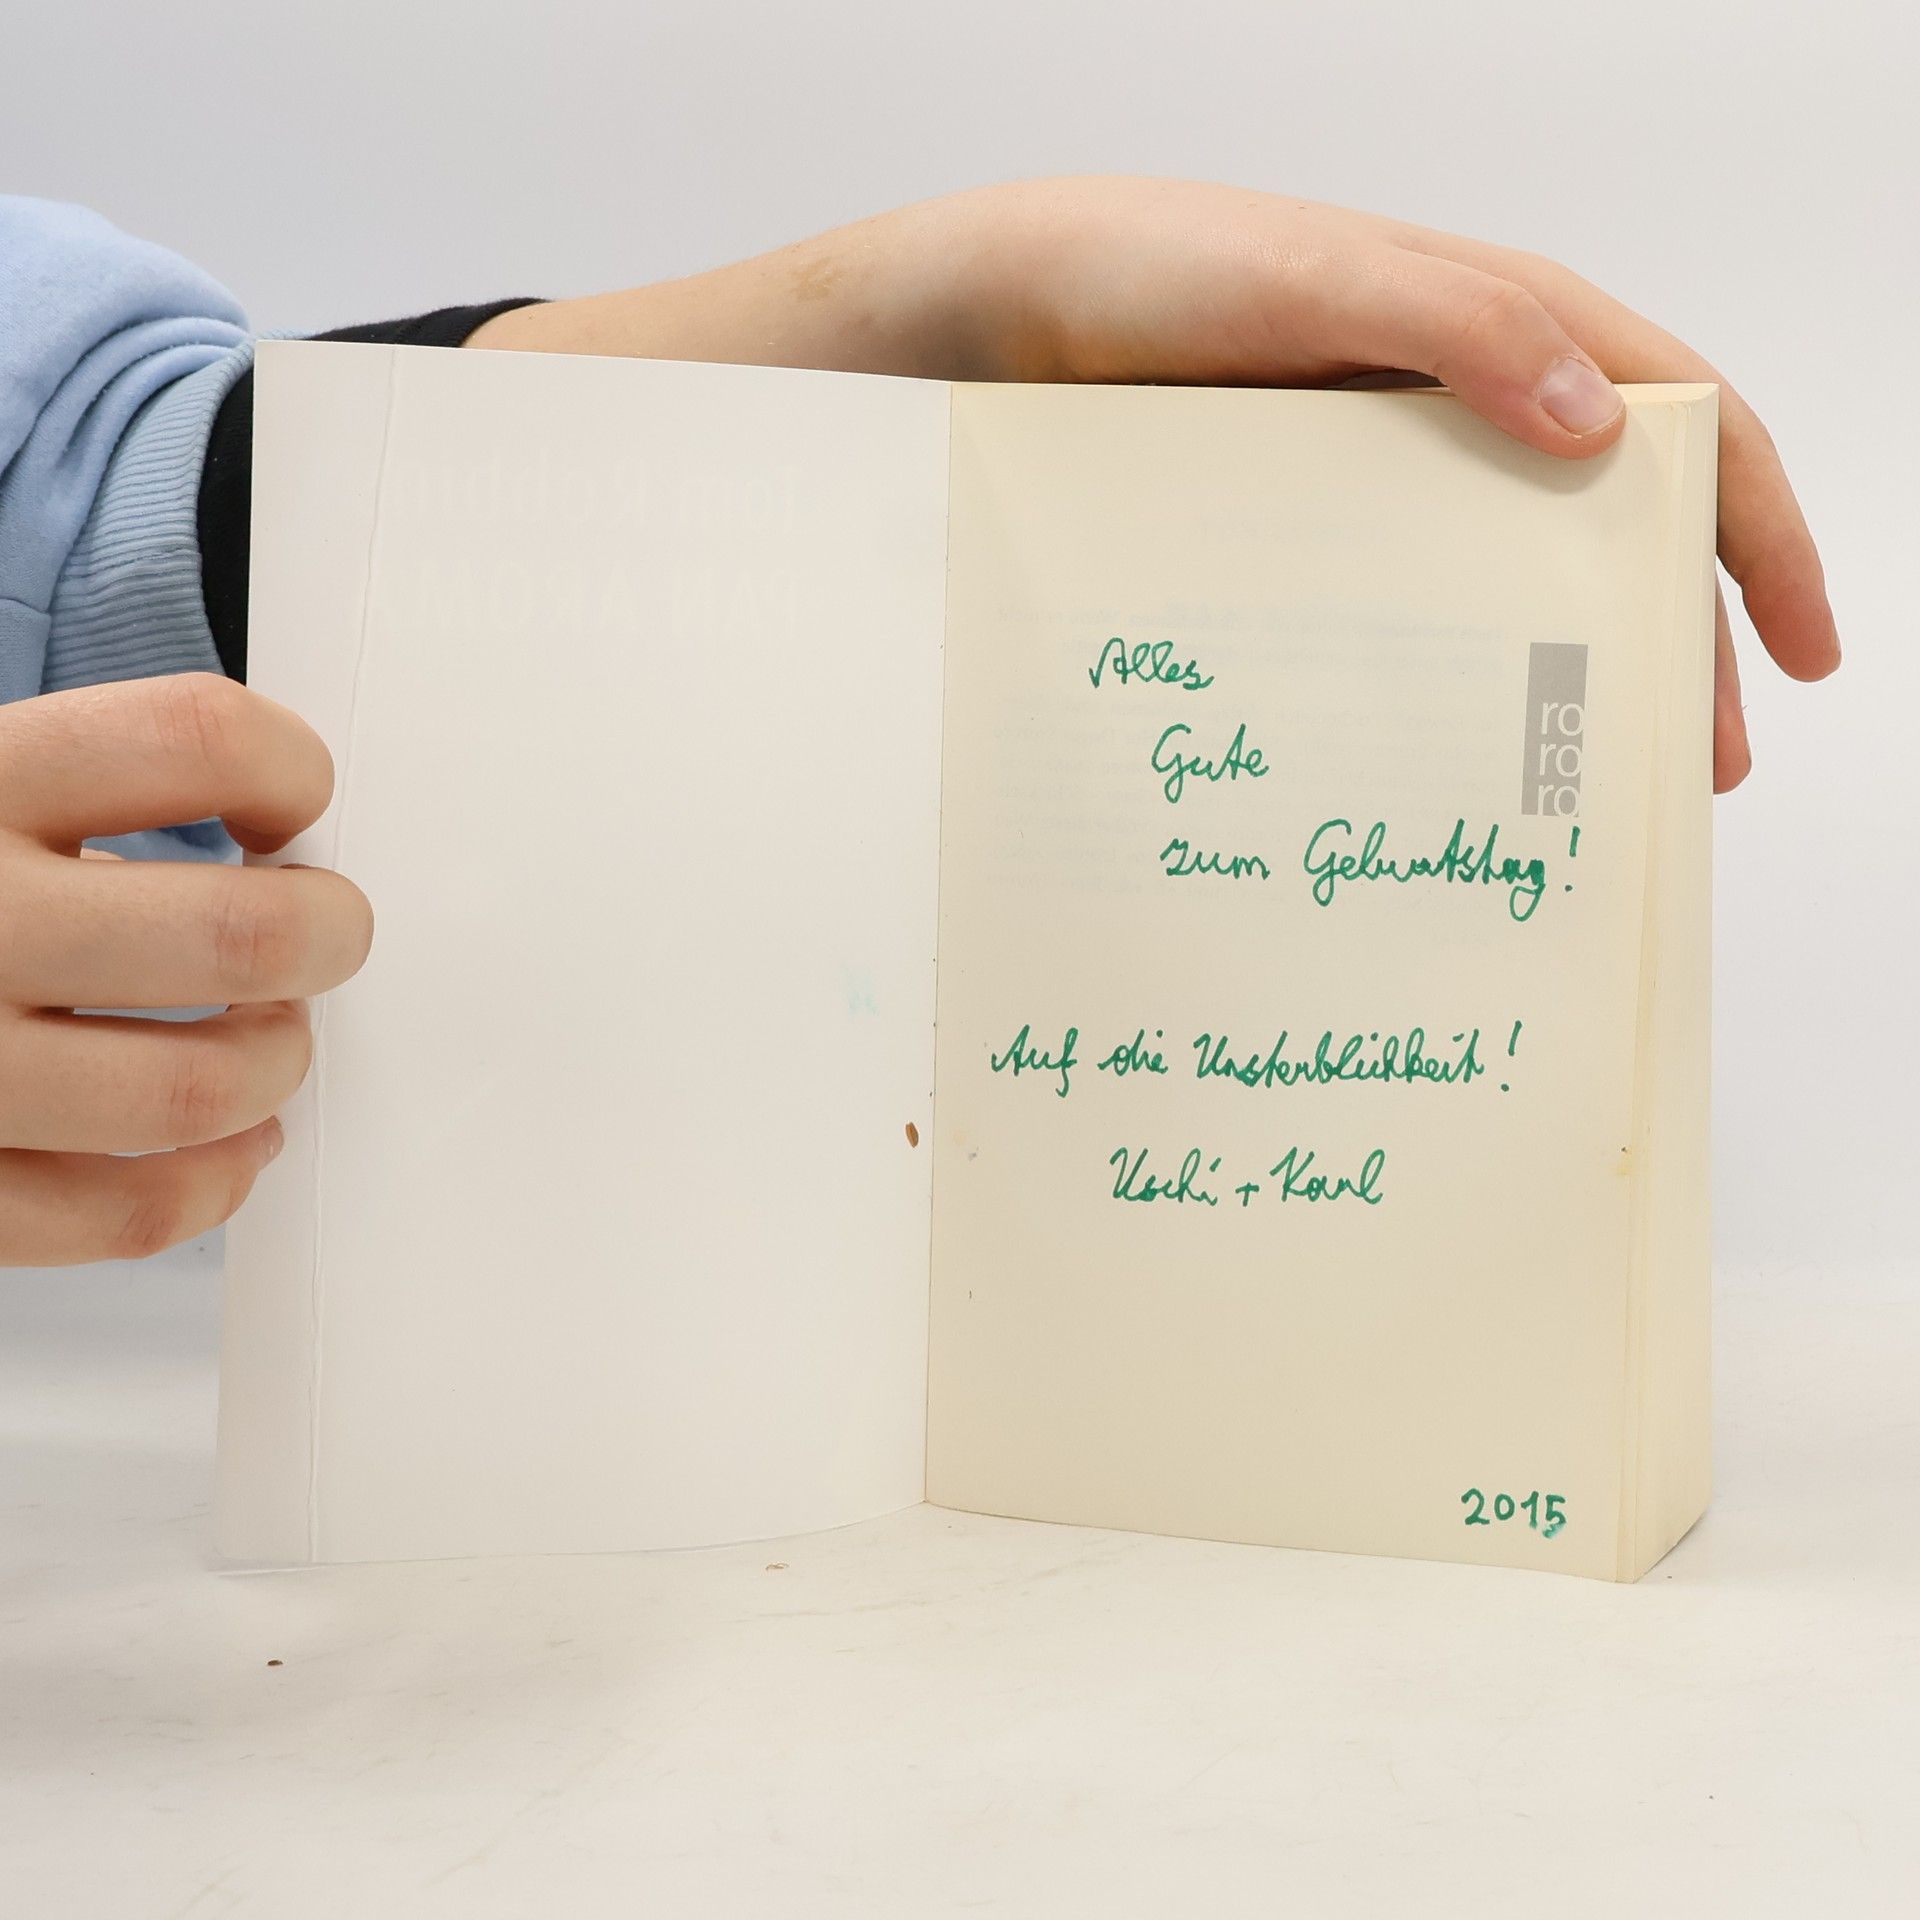 Alles
Gute
zum Geburtstag!
Auf die Unsterblichkeit!
Uschi + Karl
2015
ro
ro
ro